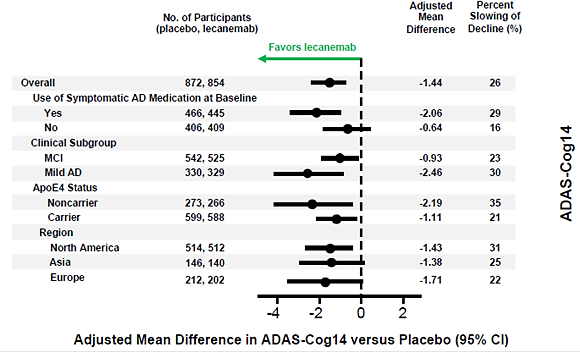 No. of Participants Adjusted Percent
(placebo, lecanemab) Mean Slowing of
Difference Decline (%)
Favors lecanemab
Overall 872, 854 -1.44 26
Use of Symptomatic AD Medication at Baseline
Yes 466, 445 -2.06 29
No 406, 409 -0.64 16
Clinical Subgroup
MCI 542, 525 -0.93 23
Mild AD 330, 329 -2.46 30
ApoE4 Status
Noncarrier 273, 266 -2.19 35
Carrier 599, 588 -1.11 21
Region
North America 514, 512 -1.43 31
Asia 146, 140 -1.38 25
Europe 212, 202 -1.71 22
-4 -2 0 2
Adjusted Mean Difference in ADAS-Cog14 versus Placebo (95% CI)
ADAS-Cog14